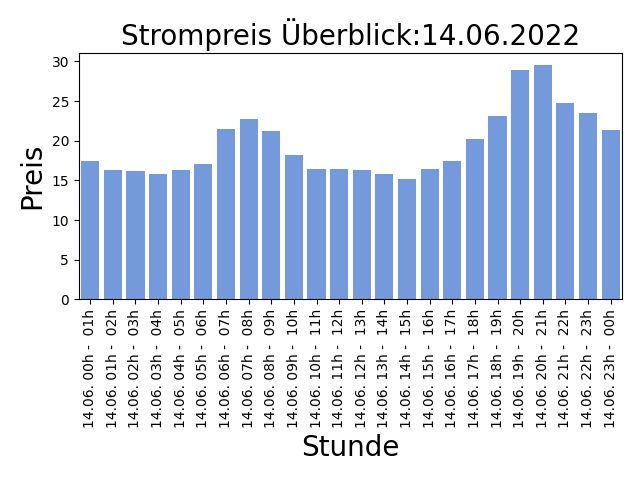 Strompreis Überblick:14.06.2022
Preis
30
25
20
15
10
5
0
14.06. 00h - 01h
14.06. 01h - 02h
14.06. 02h - 03h
14.06. 03h - 04h
14.06. 04h - 05h
14.06. 05h - 06h
14.06. 06h - 07h
14.06. 07h - 08h
14.06. 08h - 09h
14.06. 09h - 10h
14.06. 10h - 11h
14.06. 11h - 12h
14.06. 12h - 13h
14.06. 13h - 14h
14.06. 14h - 15h
14.06. 15h - 16h
14.06. 16h - 17h
14.06. 17h - 18h
14.06. 18h - 19h
14.06. 19h - 20h
14.06. 20h - 21h
14.06. 21h - 22h
14.06. 22h - 23h
14.06. 23h - 00h
Stunde